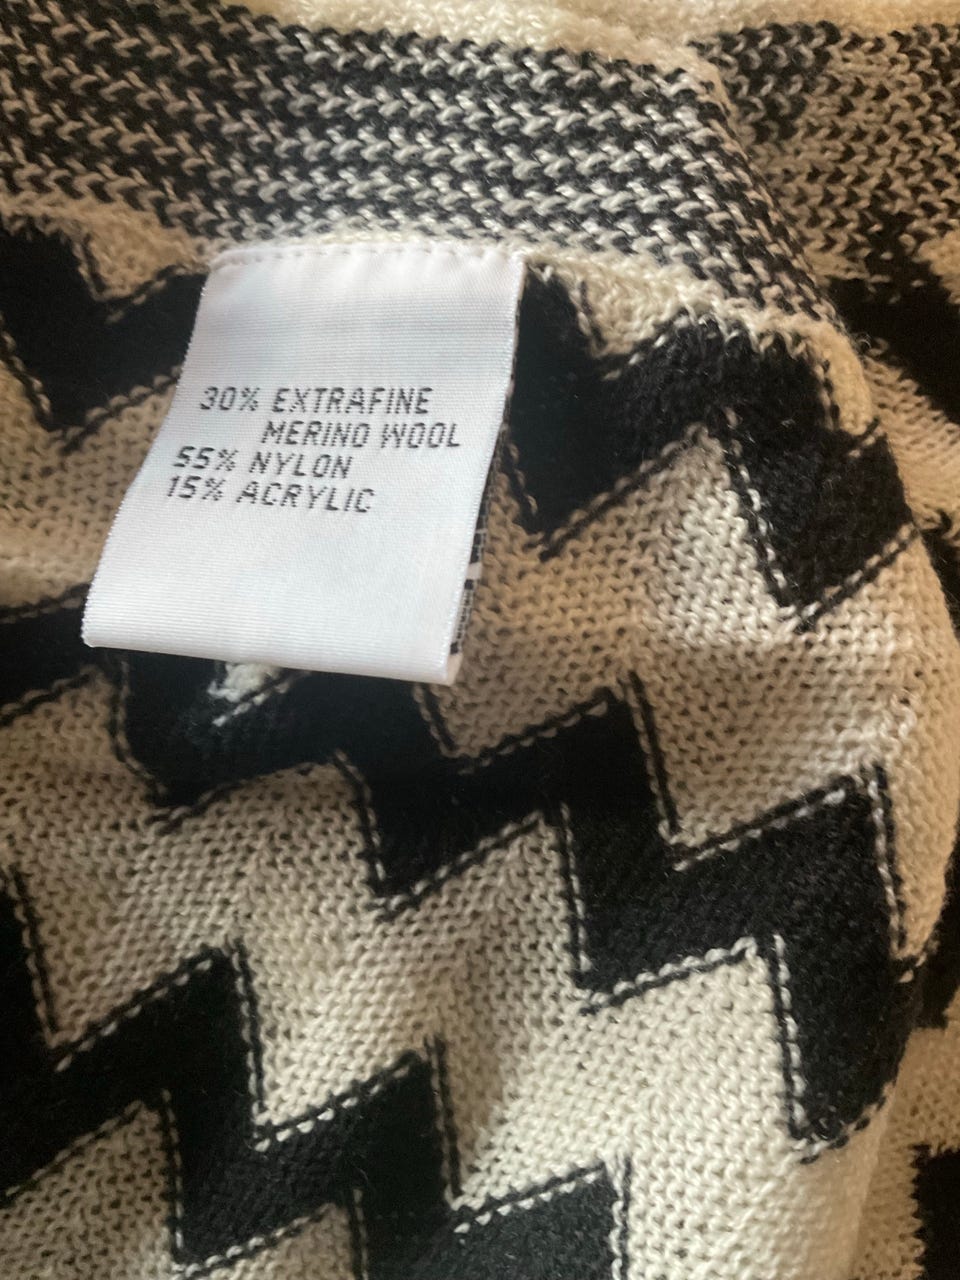 30% EXTRAFINE
MERINO WOOL
55% NYLON
15% ACRYLIC